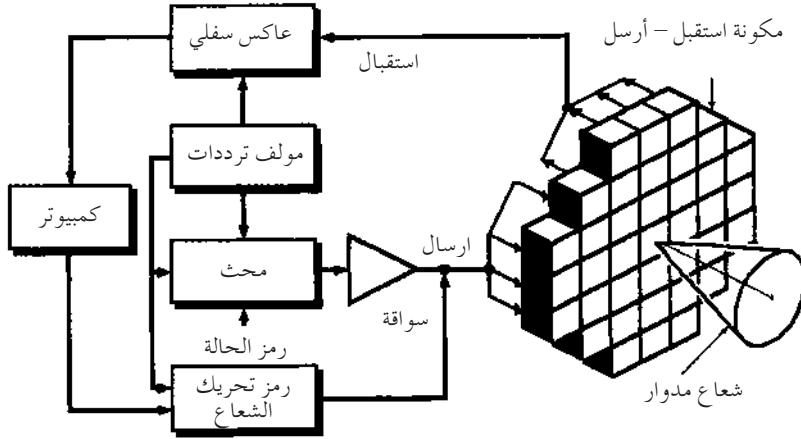 عاكس سفلي
مكونة استقبل – أرسل
استقبال
مولف ترددات
كمبيوتر
ارسال
محث
سواقة
رمز الحالة
رمز تحريك
الشعاع
شعاع مدوار